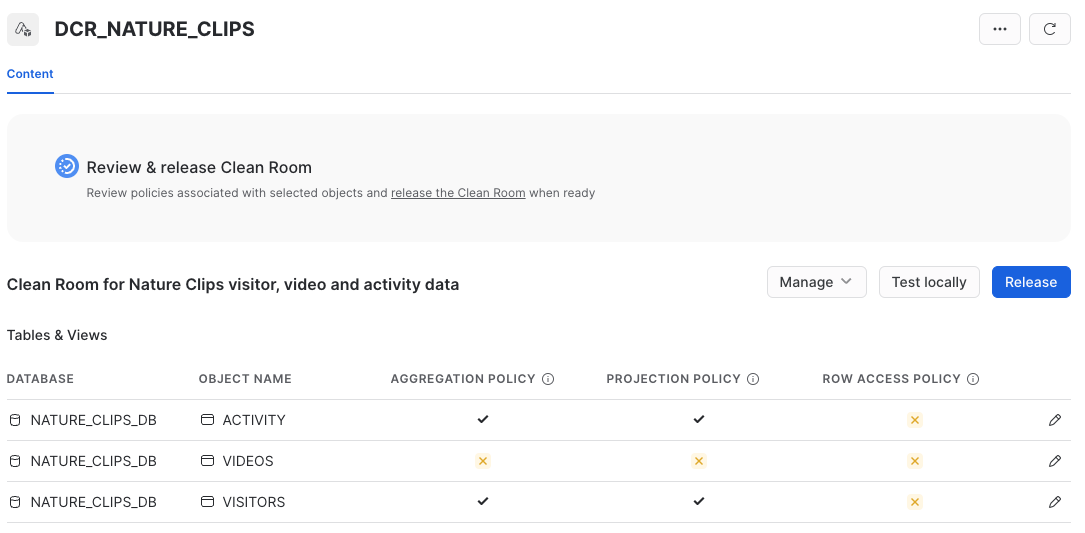 DCR_NATURE_CLIPS
Content
Review & release Clean Room
Review policies associated with selected objects and release the Clean Room when ready
Clean Room for Nature Clips visitor, video and activity data
Manage Test locally Release
Tables & Views
DATABASE OBJECT NAME AGGREGATION POLICY PROJECTION POLICY ROW ACCESS POLICY
NATURE_CLIPS_DB ACTIVITY
NATURE_CLIPS_DB VIDEOS
NATURE_CLIPS_DB VISITORS